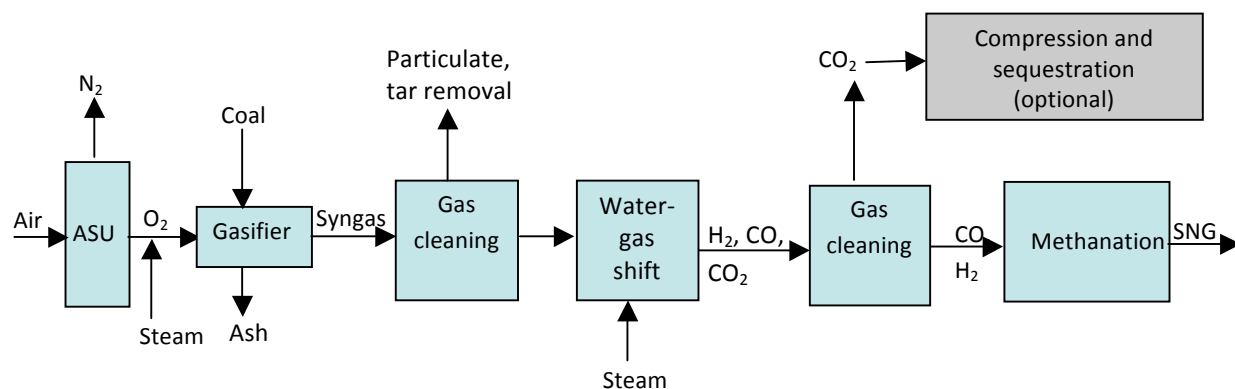 N₂
Air
ASU
O₂
Steam
Coal
Gasifier
Ash
Syngas
Particulate,
tar removal
Gas
cleaning
Water-
gas
shift
Steam
H₂, CO,
CO₂
Gas
cleaning
CO₂
Compression and
sequestration
(optional)
CO
H₂
Methanation
SNG